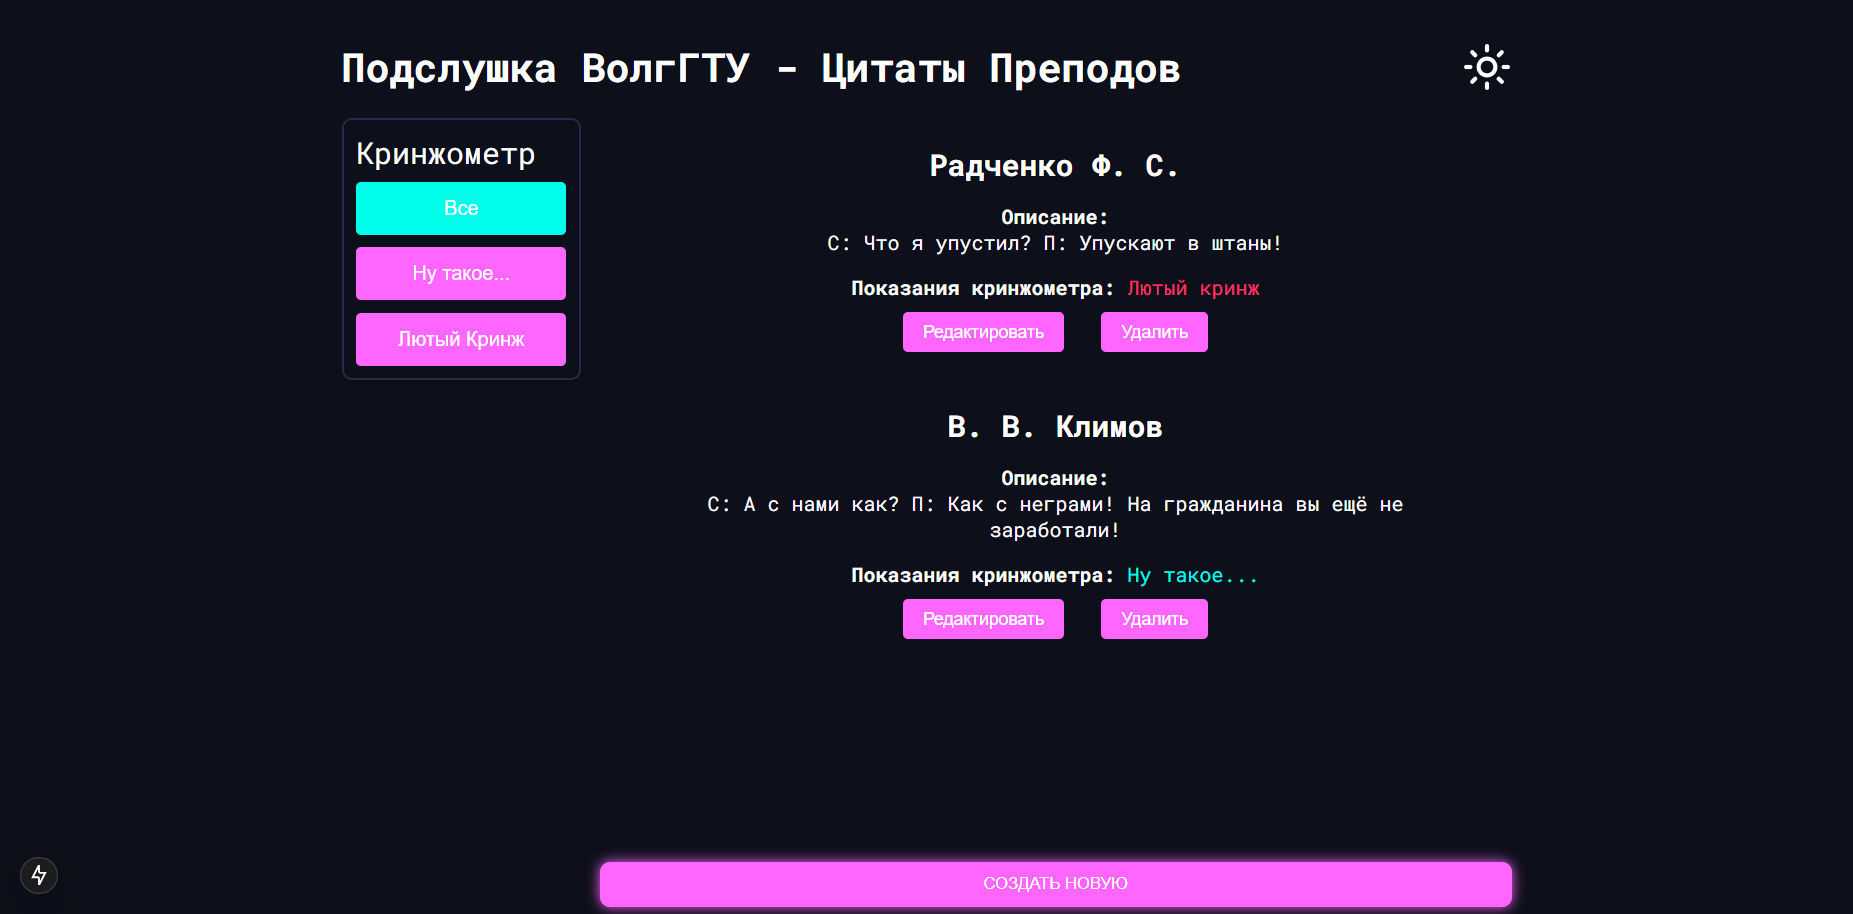 Подслушка ВолгГТУ - Цитаты Преподов
Кринжометр
Все
Ну такое...
Лютый Кринж
Радченко Ф. С.
Описание:
С: Что я упустил? П: Упускают в штаны!
Показания кринжометра: Лютый кринж
Редактировать Удалить
В. В. Климов
Описание:
С: А с нами как? П: Как с неграми! На гражданина вы ещё не
заработали!
Показания кринжометра: Ну такое...
Редактировать Удалить
СОЗДАТЬ НОВУЮ